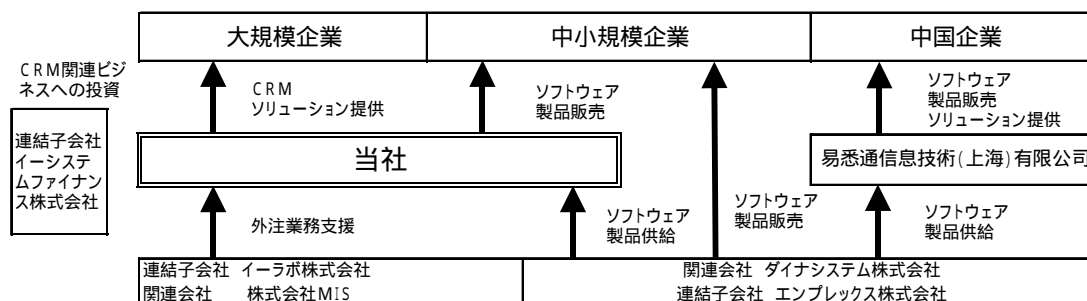 大規模企業
中小規模企業
中国企業
CRM関連ビジ
ネスへの投資
CRM
ソリューション提供
ソフトウェア
製品販売
ソフトウェア
製品販売
ソリューション提供
連結子会社
イーシステ
ムファイナン
ス株式会社
当社
易悉通信息技術(上海)有限公司
外注業務支援
ソフトウェア
製品供給
ソフトウェア
製品販売
ソフトウェア
製品供給
連結子会社 イーラボ株式会社
関連会社 株式会社MIS
関連会社 ダイナシステム株式会社
連結子会社 エンプレックス株式会社